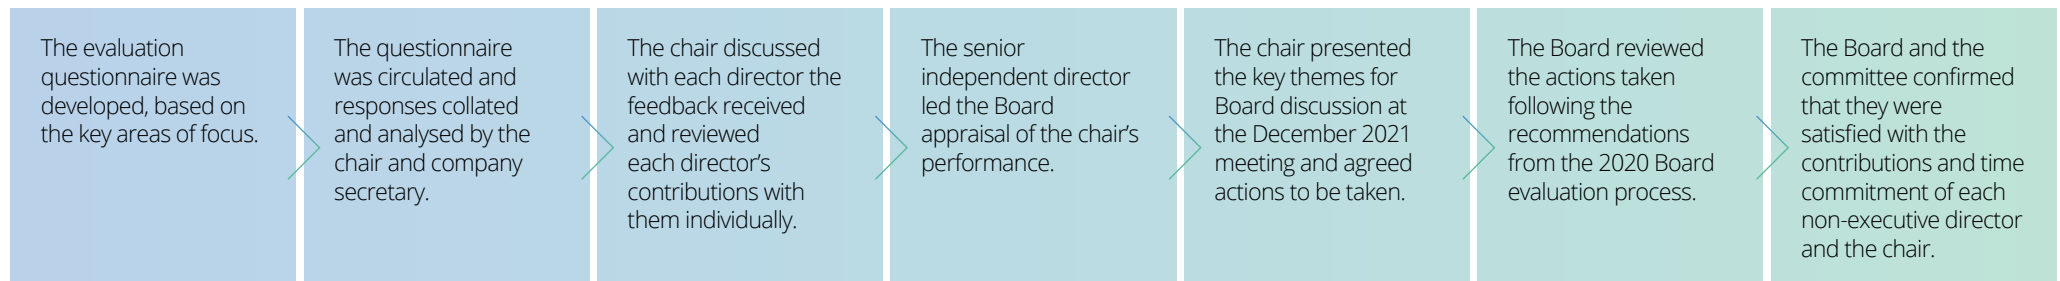 The evaluation
questionnaire was
developed, based on
the key areas of focus.
The questionnaire
was circulated and
responses collated
and analysed by the
chair and company
secretary.
The chair discussed
with each director the
feedback received
and reviewed
each director’s
contributions with
them individually.
The senior
independent director
led the Board
appraisal of the chair’s
performance.
The chair presented
the key themes for
Board discussion at
the December 2021
meeting and agreed
actions to be taken.
The Board reviewed
the actions taken
following the
recommendations
from the 2020 Board
evaluation process.
The Board and the
committee confirmed
that they were
satisfied with the
contributions and time
commitment of each
non-executive director
and the chair.